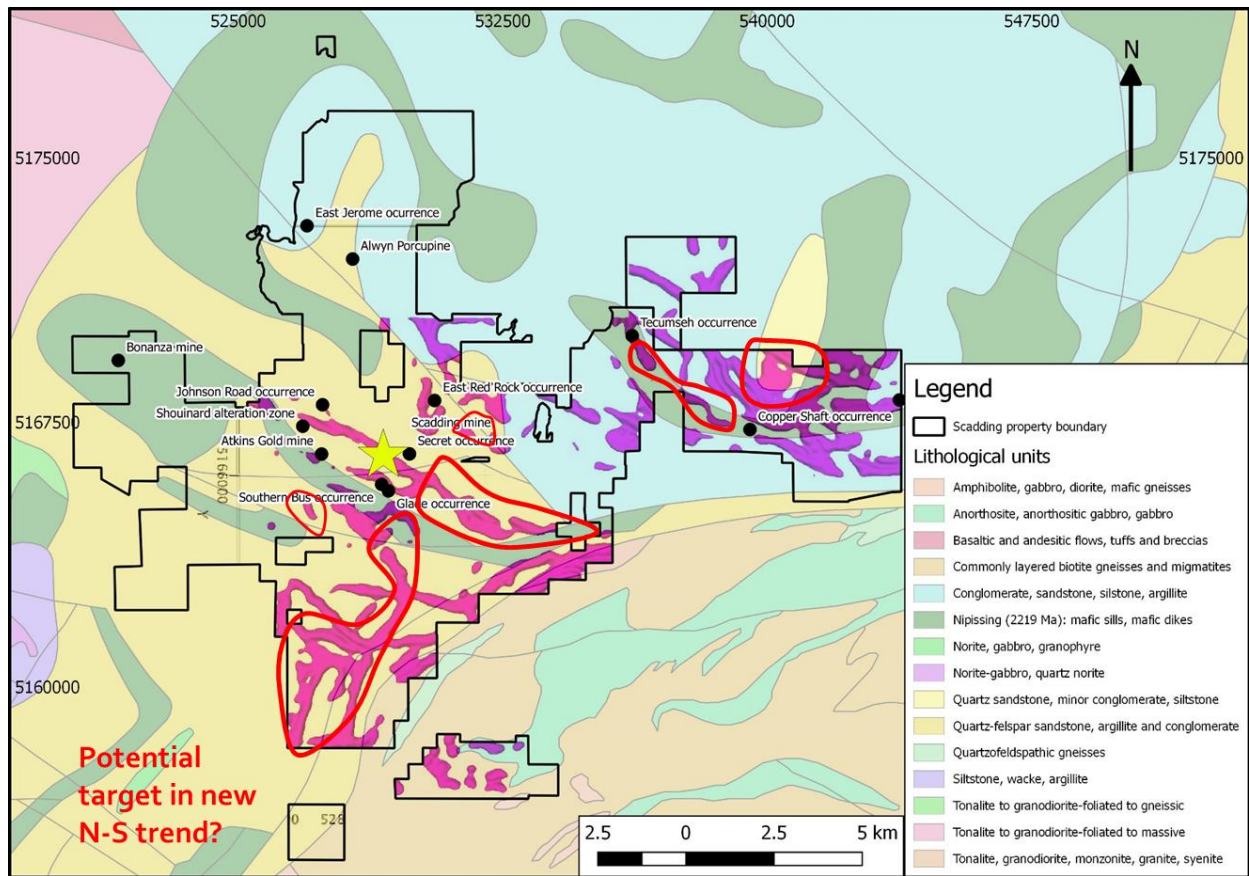 525000
532500
540000
547500
N
5175000
5175000
East Jerome ocurrence
Alwyn Porcupine
Tecumseh occurrence
Bonanza mine
Johnson Road occurrence
East Red Rock occurrence
Shouinard alteration zone
Scadding mine
5167500
5167500
Copper Shaft occurrence
Atkins Gold mine
Secret occurrence
5166000
Y
Southern Bus occurrence
Glade occurrence
5160000
Potential
target in new
N-S trend?
0 528
2.5 0 2.5 5 km
Legend
Scadding property boundary
Lithological units
Amphibolite, gabbro, diorite, mafic gneisses
Anorthosite, anorthositic gabbro, gabbro
Basaltic and andesitic flows, tuffs and breccias
Commonly layered biotite gneisses and migmatites
Conglomerate, sandstone, silstone, argillite
Nipissing (2219 Ma): mafic sills, mafic dikes
Norite, gabbro, granophyre
Norite-gabbro, quartz norite
Quartz sandstone, minor conglomerate, siltstone
Quartz-felspar sandstone, argillite and conglomerate
Quartzofeldspathic gneisses
Siltstone, wacke, argillite
Tonalite to granodiorite-foliated to gneissic
Tonalite to granodiorite-foliated to massive
Tonalite, granodiorite, monzonite, granite, syenite